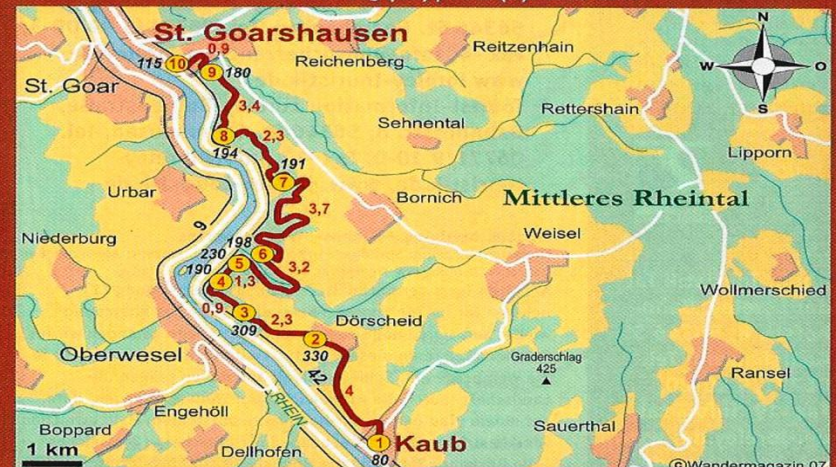 N
W
O
S
St. Goarshausen
0,9
115
10
9
180
Reichenberg
Reitzenhain
St. Goar
3,4
Rettershain
Sehnental
8
2,3
194
191
Lipporn
7
Urbar
Bornich
Mittleres Rheintal
3,7
9
Niederburg
198
6
Weisel
230
5
190
4
1,3
3,2
Wollmerschied
0,9
3
2,3
309
Dörscheid
2
330
Oberwesel
Graderschlag
425
42
Ransel
4
RHEIN
Engehöll
Boppard
Sauerthal
1
Kaub
1 km
Dellhofen
80
©Wandermagazin 07